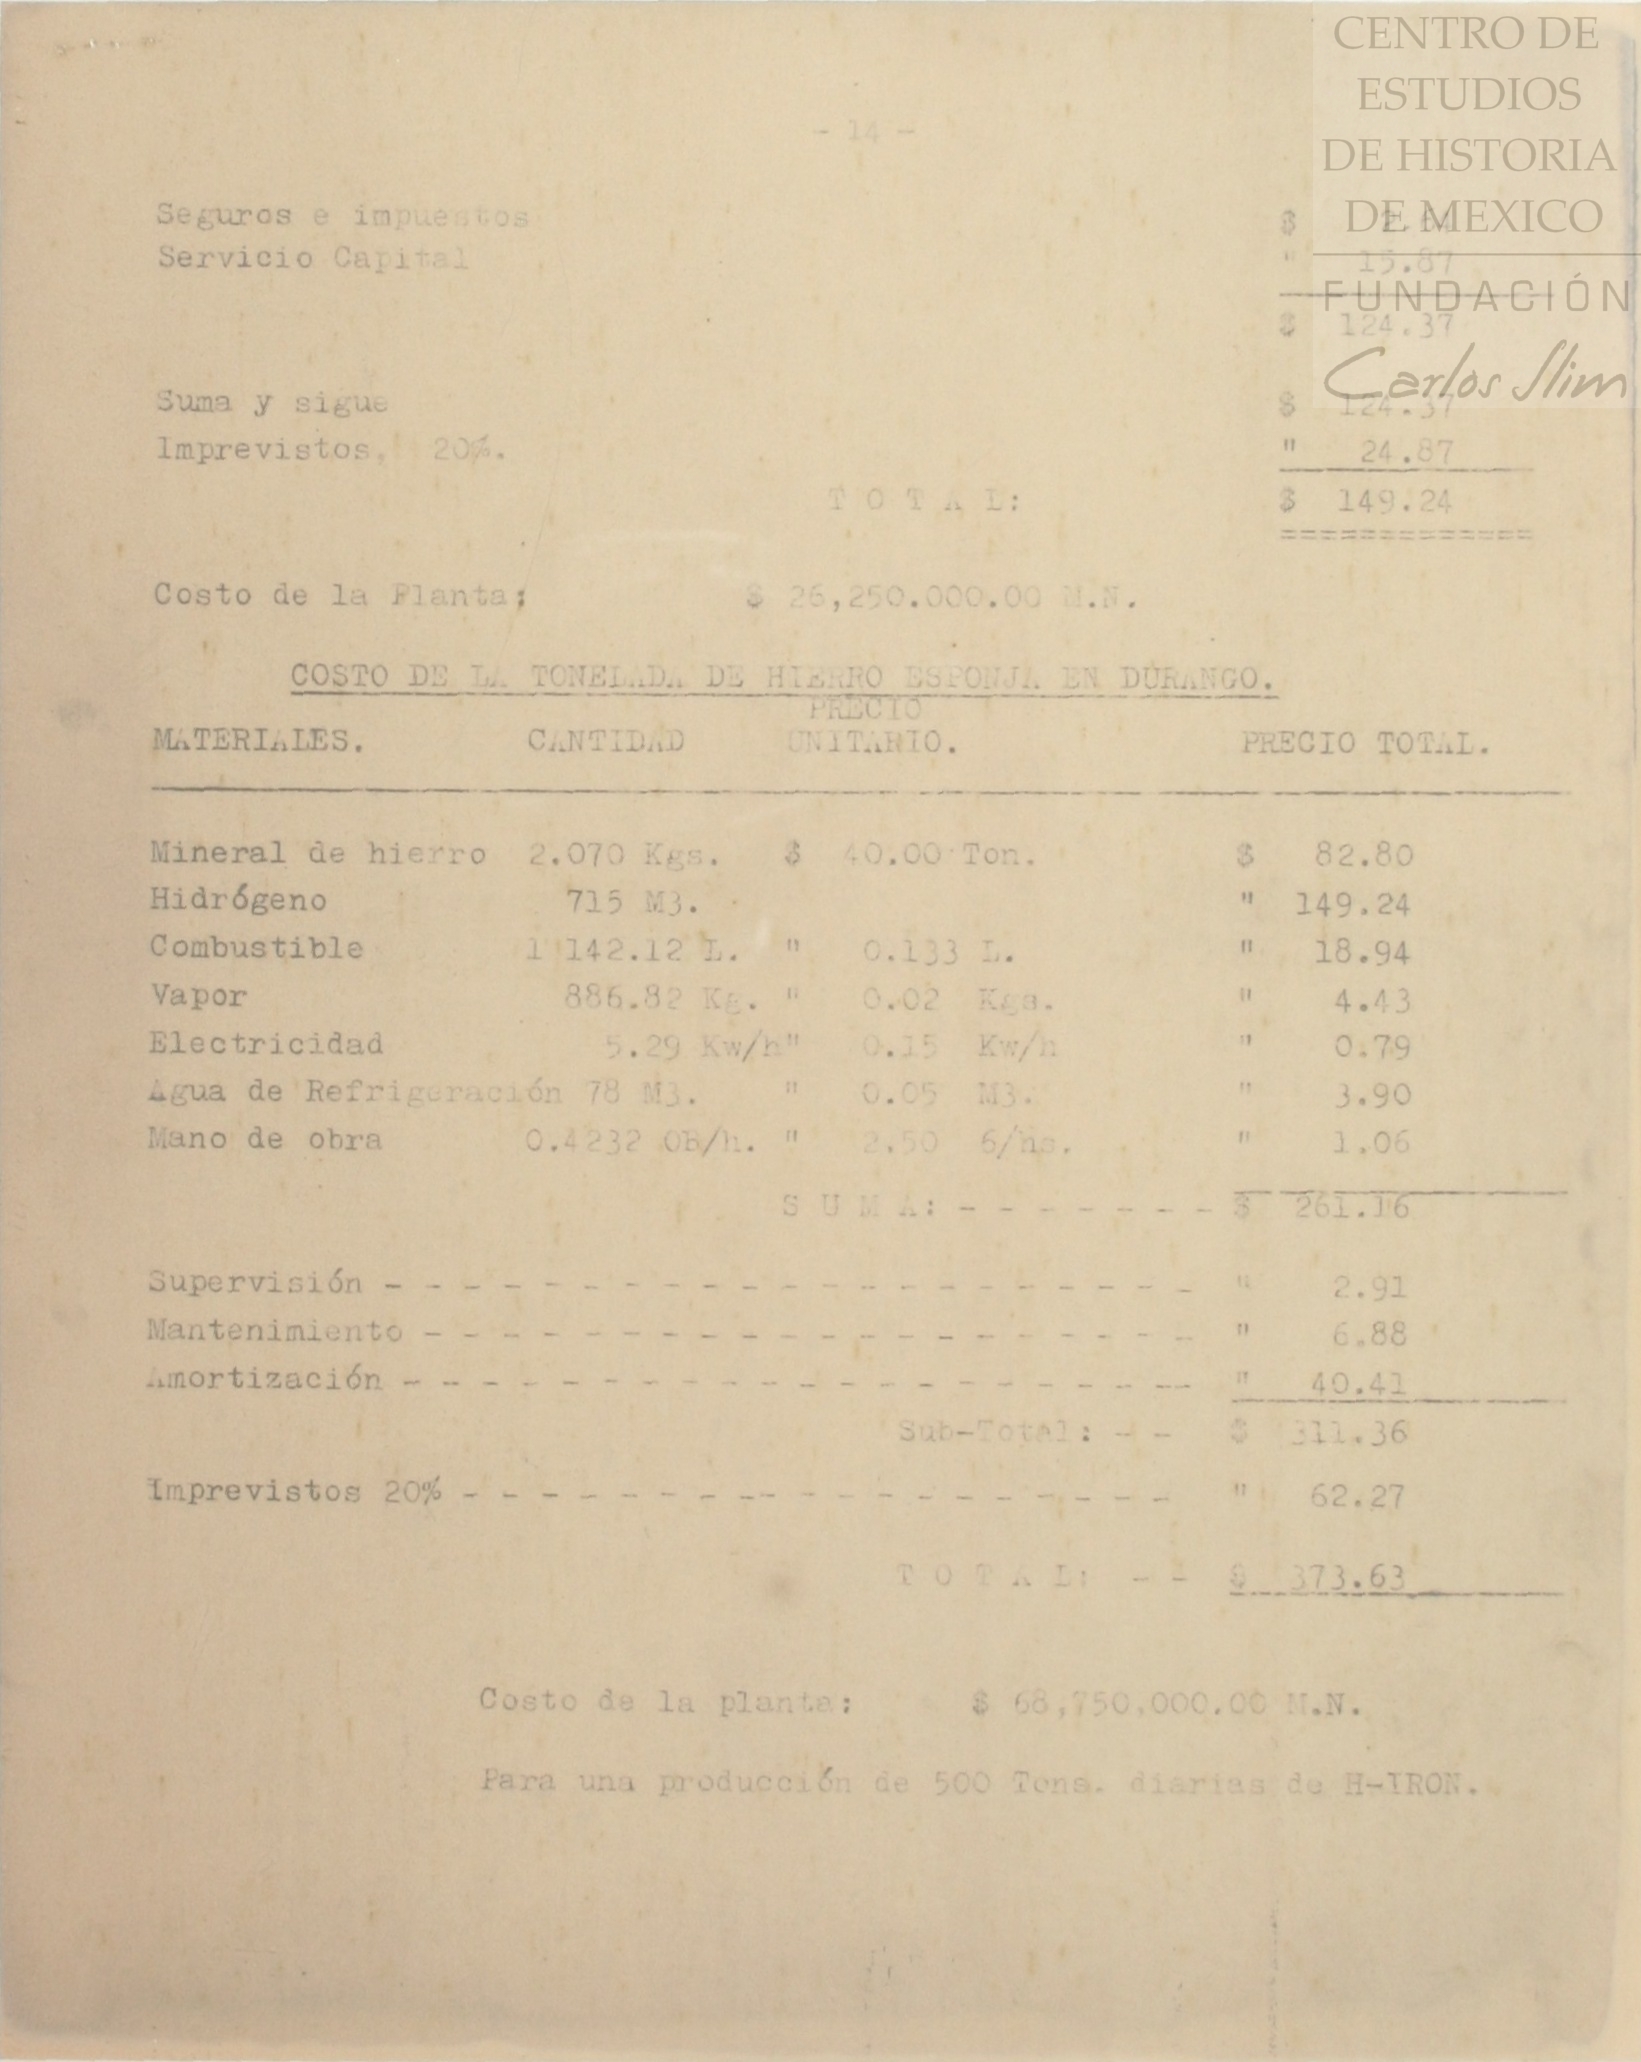 CENTRO DE
ESTUDIOS
DE HISTORIA
DE MEXICO
FUNDACIÓN
Carlos Slim
- 14 -
Seguros e impuestos $
Servicio Capital " 15.87
$ 124.37
Suma y sigue $ 124.37
Imprevistos, 20%. " 24.87
T O T A L: $ 149.24
=============
Costo de la Planta; $ 26,250.000.00 M.N.
COSTO DE LA TONELADA DE HIERRO ESPONJA EN DURANGO.
PRECIO
MATERIALES. CANTIDAD UNITARIO. PRECIO TOTAL.
Mineral de hierro 2.070 Kgs. $ 40.00 Ton. $ 82.80
Hidrógeno 715 M3. " 149.24
Combustible 1 142.12 L. " 0.133 L. " 18.94
Vapor 886.82 Kg. " 0.02 Kgs. " 4.43
Electricidad 5.29 Kw/h" 0.15 Kw/h " 0.79
Agua de Refrigeración 78 M3. " 0.05 M3. " 3.90
Mano de obra 0.4232 OB/h. " 2.50 6/hs. " 1.06
S U M A: - - - - - - - $ 261.16
Supervisión - - - - - - - - - - - - - - - - - - - - - " 2.91
Mantenimiento - - - - - - - - - - - - - - - - - - - - " 6.88
Amortización - - - - - - - - - - - - - - - - - - - -- " 40.41
Sub-Total: - - $ 311.36
Imprevistos 20% - - - - - - - -- - - - - - - - - - - " 62.27
T O T A L: - - $ 373.63
Costo de la planta: $ 68,750,000.00 M.N.
Para una producción de 500 Tons. diarias de H-IRON.